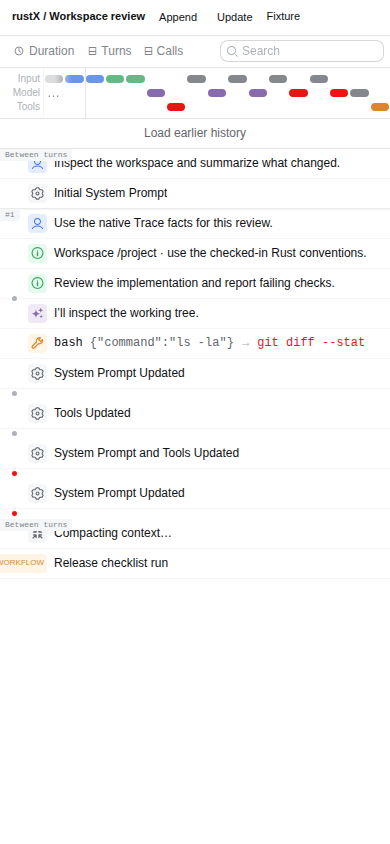 rustX / Workspace review Append Update Fixture
Duration Turns Calls Search
Input
Model ...
Tools
Load earlier history
Between turns
Inspect the workspace and summarize what changed.
Initial System Prompt
#1
Use the native Trace facts for this review.
Workspace /project · use the checked-in Rust conventions.
Review the implementation and report failing checks.
I'll inspect the working tree.
bash {"command":"ls -la"} → git diff --stat
System Prompt Updated
Tools Updated
System Prompt and Tools Updated
System Prompt Updated
Between turns
Compacting context…
WORKFLOW Release checklist run